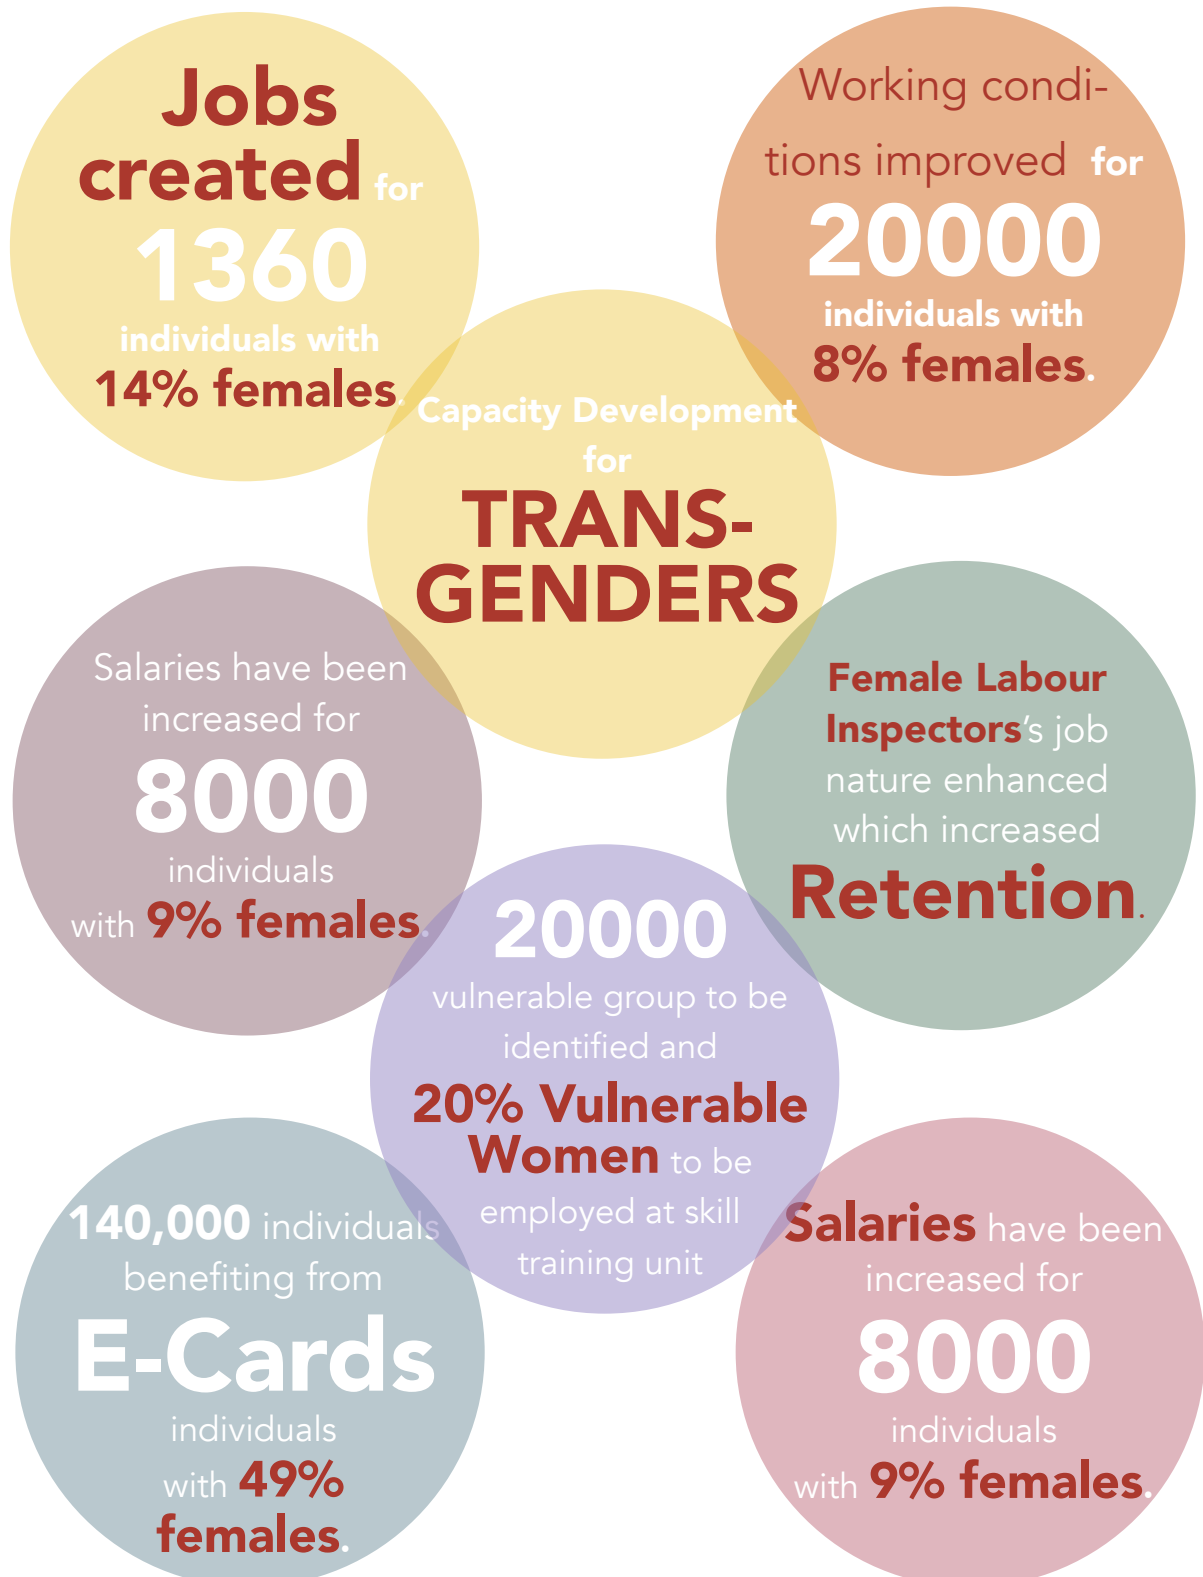 Jobs
created for
1360
individuals with
14% females.
Working condi-
tions improved for
20000
individuals with
8% females.
Capacity Development
for
TRANS-
GENDERS
Salaries have been
increased for
8000
individuals
with 9% females.
Female Labour
Inspectors's job
nature enhanced
which increased
Retention.
20000
vulnerable group to be
identified and
20% Vulnerable
Women to be
employed at skill
training unit
140,000 individuals
benefiting from
E-Cards
individuals
with 49%
females.
Salaries have been
increased for
8000
individuals
with 9% females.